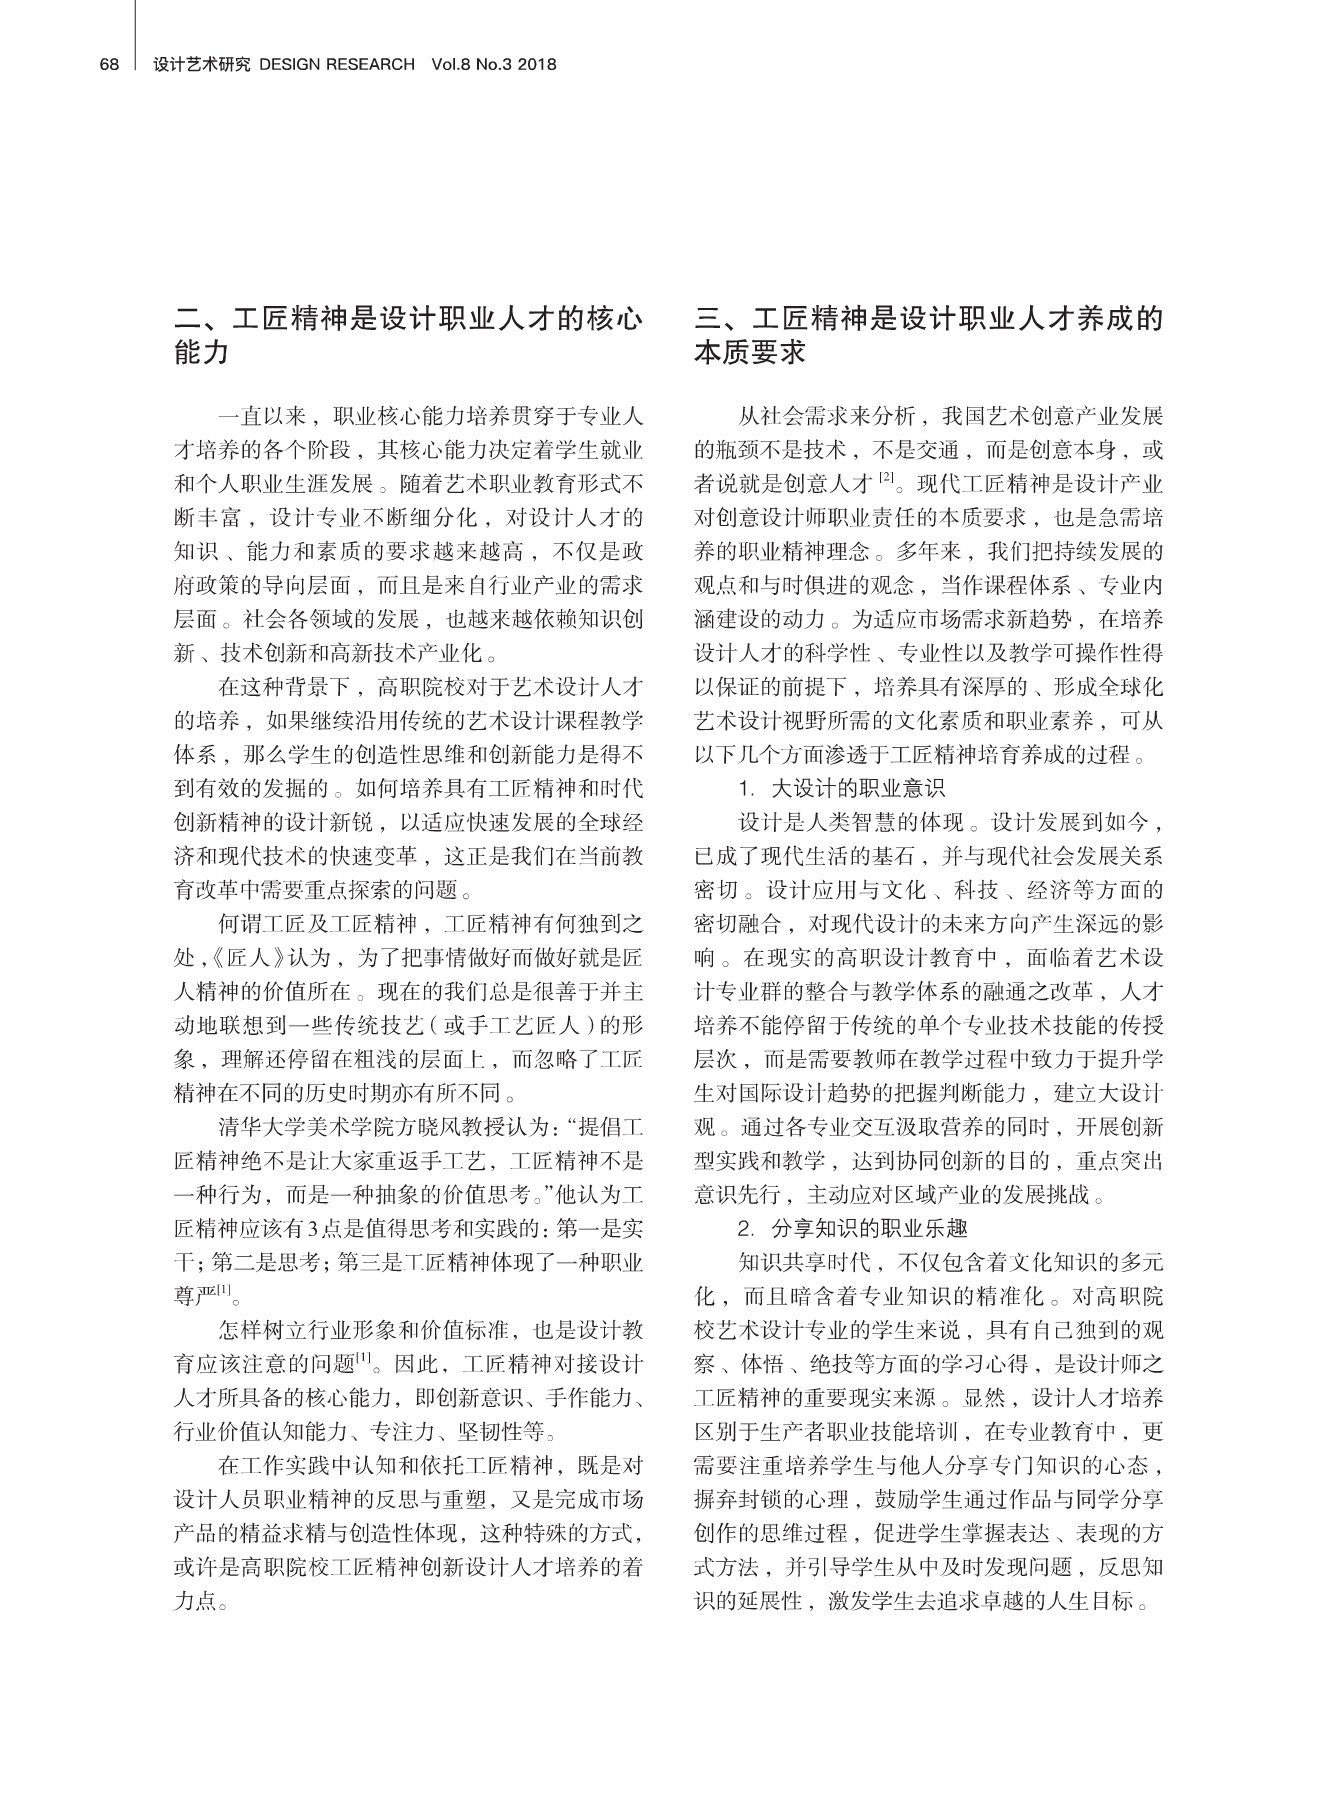 68 设计艺术研究 DESIGN RESEARCH Vol.8 No.3 2018
二、工匠精神是设计职业人才的核心
能力
一直以来，职业核心能力培养贯穿于专业人
才培养的各个阶段，其核心能力决定着学生就业
和个人职业生涯发展。随着艺术职业教育形式不
断丰富，设计专业不断细分化，对设计人才的
知识、能力和素质的要求越来越高，不仅是政
府政策的导向层面，而且是来自行业产业的需求
层面。社会各领域的发展，也越来越依赖知识创
新、技术创新和高新技术产业化。
在这种背景下，高职院校对于艺术设计人才
的培养，如果继续沿用传统的艺术设计课程教学
体系，那么学生的创造性思维和创新能力是得不
到有效的发掘的。如何培养具有工匠精神和时代
创新精神的设计新锐，以适应快速发展的全球经
济和现代技术的快速变革，这正是我们在当前教
育改革中需要重点探索的问题。
何谓工匠及工匠精神，工匠精神有何独到之
处，《匠人》认为，为了把事情做好而做好就是匠
人精神的价值所在。现在的我们总是很善于并主
动地联想到一些传统技艺（或手工艺匠人）的形
象，理解还停留在粗浅的层面上，而忽略了工匠
精神在不同的历史时期亦有所不同。
清华大学美术学院方晓风教授认为：“提倡工
匠精神绝不是让大家重返手工艺，工匠精神不是
一种行为，而是一种抽象的价值思考。”他认为工
匠精神应该有3点是值得思考和实践的：第一是实
干；第二是思考；第三是工匠精神体现了一种职业
尊严[1]。
怎样树立行业形象和价值标准，也是设计教
育应该注意的问题[1]。因此，工匠精神对接设计
人才所具备的核心能力，即创新意识、手作能力、
行业价值认知能力、专注力、坚韧性等。
在工作实践中认知和依托工匠精神，既是对
设计人员职业精神的反思与重塑，又是完成市场
产品的精益求精与创造性体现，这种特殊的方式，
或许是高职院校工匠精神创新设计人才培养的着
力点。
三、工匠精神是设计职业人才养成的
本质要求
从社会需求来分析，我国艺术创意产业发展
的瓶颈不是技术，不是交通，而是创意本身，或
者说就是创意人才[2]。现代工匠精神是设计产业
对创意设计师职业责任的本质要求，也是急需培
养的职业精神理念。多年来，我们把持续发展的
观点和与时俱进的观念，当作课程体系、专业内
涵建设的动力。为适应市场需求新趋势，在培养
设计人才的科学性、专业性以及教学可操作性得
以保证的前提下，培养具有深厚的、形成全球化
艺术设计视野所需的文化素质和职业素养，可从
以下几个方面渗透于工匠精神培育养成的过程。
1. 大设计的职业意识
设计是人类智慧的体现。设计发展到如今，
已成了现代生活的基石，并与现代社会发展关系
密切。设计应用与文化、科技、经济等方面的
密切融合，对现代设计的未来方向产生深远的影
响。在现实的高职设计教育中，面临着艺术设
计专业群的整合与教学体系的融通之改革，人才
培养不能停留于传统的单个专业技术技能的传授
层次，而是需要教师在教学过程中致力于提升学
生对国际设计趋势的把握判断能力，建立大设计
观。通过各专业交互汲取营养的同时，开展创新
型实践和教学，达到协同创新的目的，重点突出
意识先行，主动应对区域产业的发展挑战。
2. 分享知识的职业乐趣
知识共享时代，不仅包含着文化知识的多元
化，而且暗含着专业知识的精准化。对高职院
校艺术设计专业的学生来说，具有自己独到的观
察、体悟、绝技等方面的学习心得，是设计师之
工匠精神的重要现实来源。显然，设计人才培养
区别于生产者职业技能培训，在专业教育中，更
需要注重培养学生与他人分享专门知识的心态，
摒弃封锁的心理，鼓励学生通过作品与同学分享
创作的思维过程，促进学生掌握表达、表现的方
式方法，并引导学生从中及时发现问题，反思知
识的延展性，激发学生去追求卓越的人生目标。